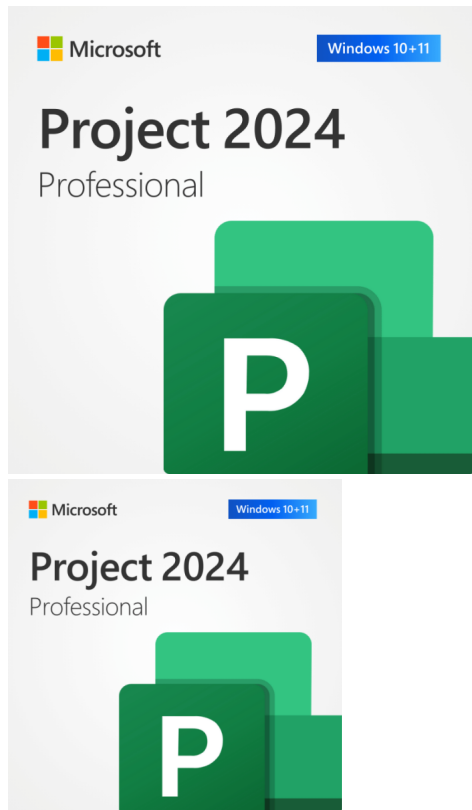 Microsoft
Windows 10+11
Project 2024
Professional
P
Microsoft
Windows 10+11
Project 2024
Professional
P